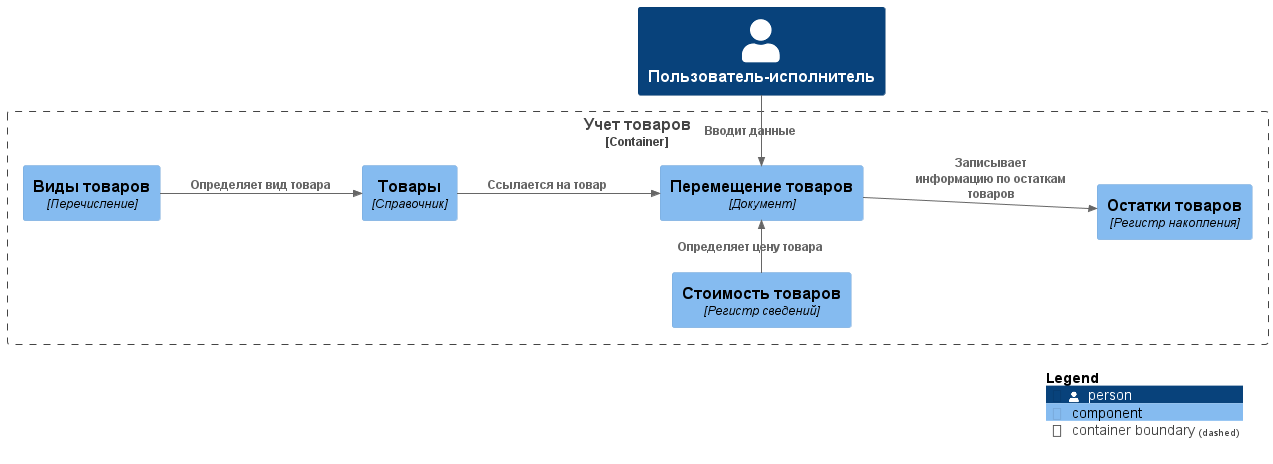 Пользователь-исполнитель
Учет товаров
[Container]
Вводит данные
Виды товаров
[Перечисление]
Определяет вид товара
Товары
[Справочник]
Ссылается на товар
Перемещение товаров
[Документ]
Записывает
информацию по остаткам
товаров
Остатки товаров
[Регистр накопления]
Определяет цену товара
Стоимость товаров
[Регистр сведений]
Legend
person
component
container boundary (dashed)